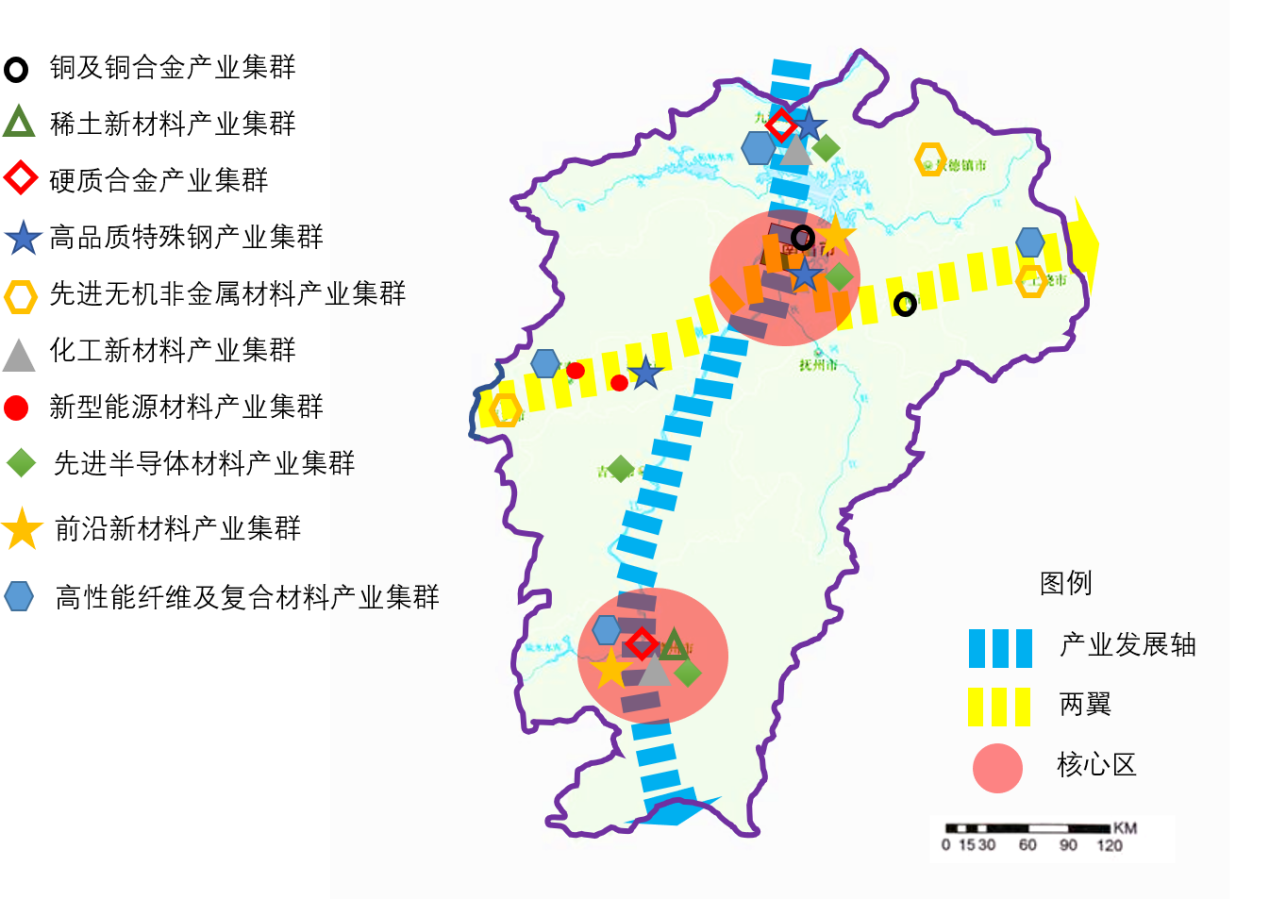 铜及铜合金产业集群
稀土新材料产业集群
硬质合金产业集群
高品质特殊钢产业集群
先进无机非金属材料产业集群
化工新材料产业集群
新型能源材料产业集群
先进半导体材料产业集群
前沿新材料产业集群
高性能纤维及复合材料产业集群
九
景德镇市
上饶市
抚州市
图例
产业发展轴
两翼
核心区
KM
0 15 30 60 90 120